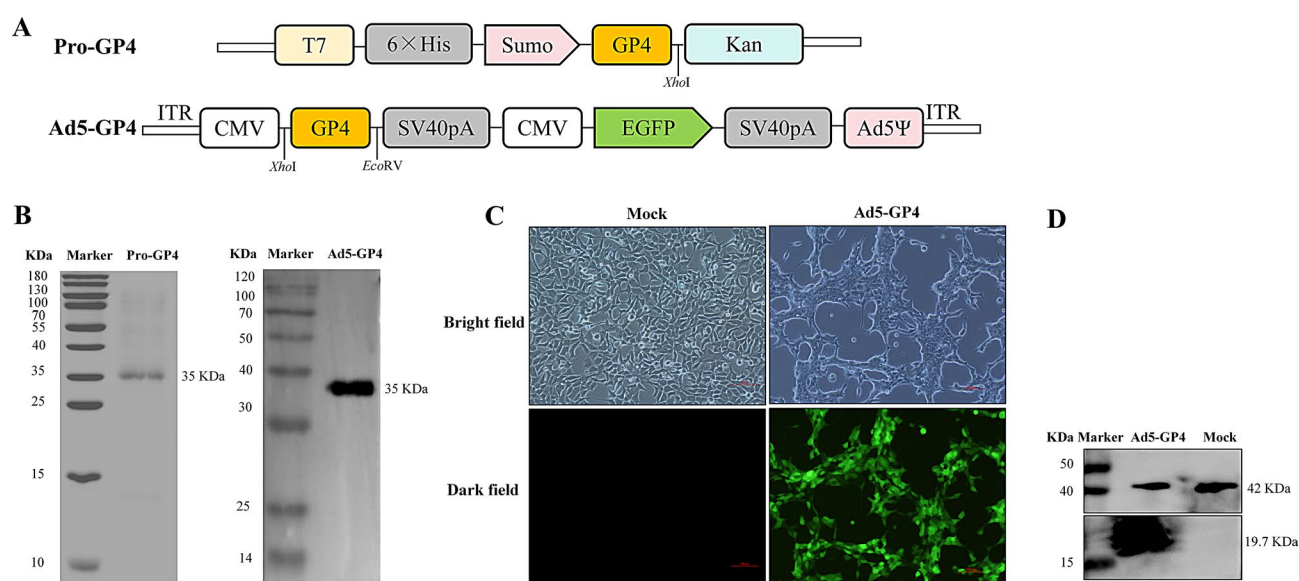 A
Pro-GP4
T7
6×His
Sumo
GP4
Kan
XhoI
Ad5-GP4
ITR
CMV
GP4
SV40pA
CMV
EGFP
SV40pA
Ad5Ψ
ITR
XhoI
EcoRV
B
KDa Marker Pro-GP4
180
130
100
70
55
40
35
35 KDa
25
15
10
KDa Marker Ad5-GP4
120
100
70
50
40
35 KDa
30
25
14
C
Mock
Ad5-GP4
Bright field
Dark field
D
KDa Marker Ad5-GP4 Mock
50
40
42 KDa
19.7 KDa
15